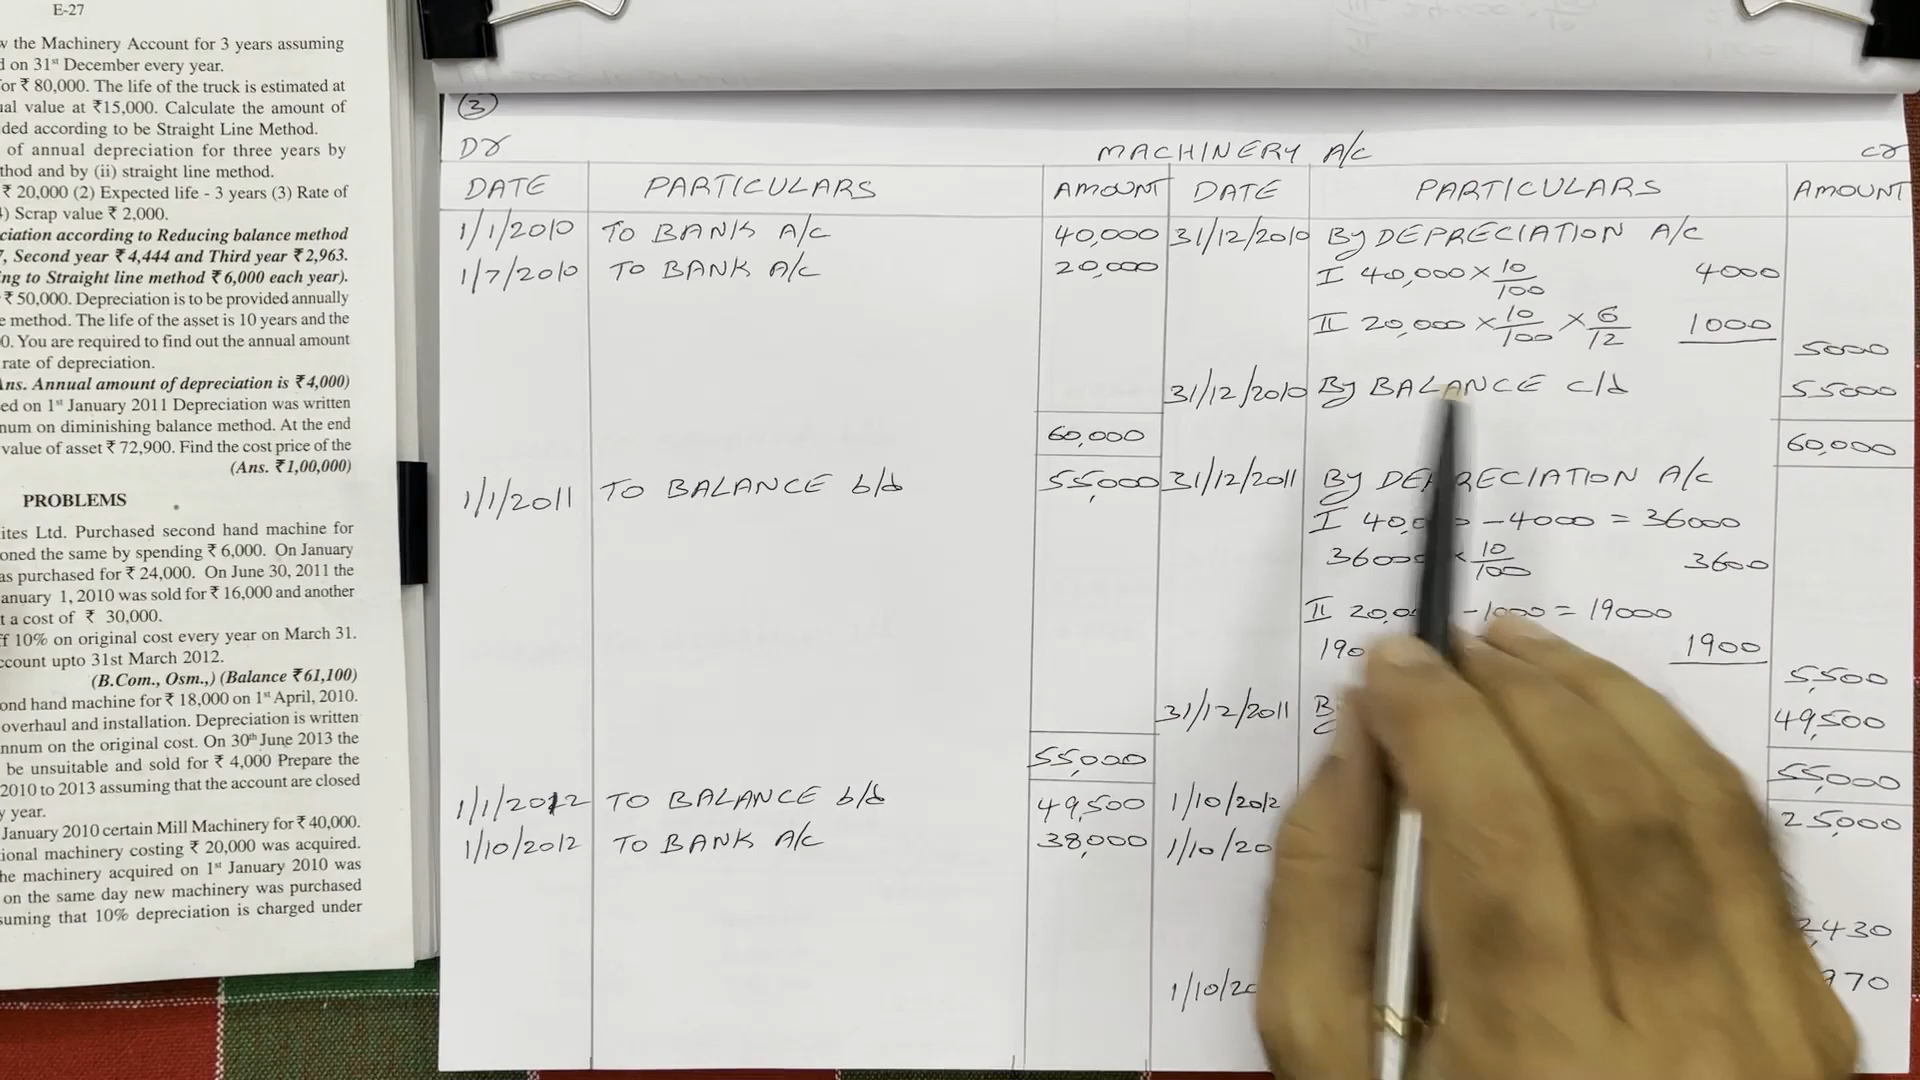 E-27
the Machinery Account for 3 years assuming
on 31st December every year.
for ₹ 80,000. The life of the truck is estimated at
value at ₹15,000. Calculate the amount of
ded according to be Straight Line Method.
of annual depreciation for three years by
thod and by (ii) straight line method.
₹ 20,000 (2) Expected life - 3 years (3) Rate of
) Scrap value ₹ 2,000.
ciation according to Reducing balance method
, Second year ₹ 4,444 and Third year ₹ 2,963.
ng to Straight line method ₹ 6,000 each year).
₹ 50,000. Depreciation is to be provided annually
e method. The life of the asset is 10 years and the
0. You are required to find out the annual amount
rate of depreciation.
Ans. Annual amount of depreciation is ₹ 4,000)
ed on 1st January 2011 Depreciation was written
num on diminishing balance method. At the end
value of asset ₹ 72,900. Find the cost price of the
(Ans. ₹ 1,00,000)
PROBLEMS
ites Ltd. Purchased second hand machine for
oned the same by spending ₹ 6,000. On January
as purchased for ₹ 24,000. On June 30, 2011 the
anuary 1, 2010 was sold for ₹ 16,000 and another
t a cost of ₹ 30,000.
ff 10% on original cost every year on March 31.
ccount upto 31st March 2012.
(B.Com., Osm.,) (Balance ₹ 61,100)
ond hand machine for ₹ 18,000 on 1st April, 2010.
overhaul and installation. Depreciation is written
nnum on the original cost. On 30th June 2013 the
be unsuitable and sold for ₹ 4,000 Prepare the
2010 to 2013 assuming that the account are closed
y year.
January 2010 certain Mill Machinery for ₹ 40,000.
ional machinery costing ₹ 20,000 was acquired.
he machinery acquired on 1st January 2010 was
on the same day new machinery was purchased
suming that 10% depreciation is charged under
3
Dr MACHINERY A/c Cr
DATE PARTICULARS AMOUNT DATE PARTICULARS AMOUNT
1/1/2010 TO BANK A/c 40,000 31/12/2010 By DEPRECIATION A/c
1/7/2010 TO BANK A/c 20,000 I 40,000 × 10/100 4000
II 20,000 × 10/100 × 6/12 1000
5000
31/12/2010 By BALANCE c/d 55000
60,000 60,000
1/1/2011 TO BALANCE b/d 55,000 31/12/2011 By DEPRECIATION A/c
I 40,0 - 4000 = 36000
3600 10/100 3600
II 20,0 - 1000 = 19000
190 1900
5,500
31/12/2011 B 49,500
55,000 55,000
1/1/2012 TO BALANCE b/d 49,500 1/10/2012 25,000
1/10/2012 TO BANK A/c 38,000 1/10/20
2,430
1/10/20 970